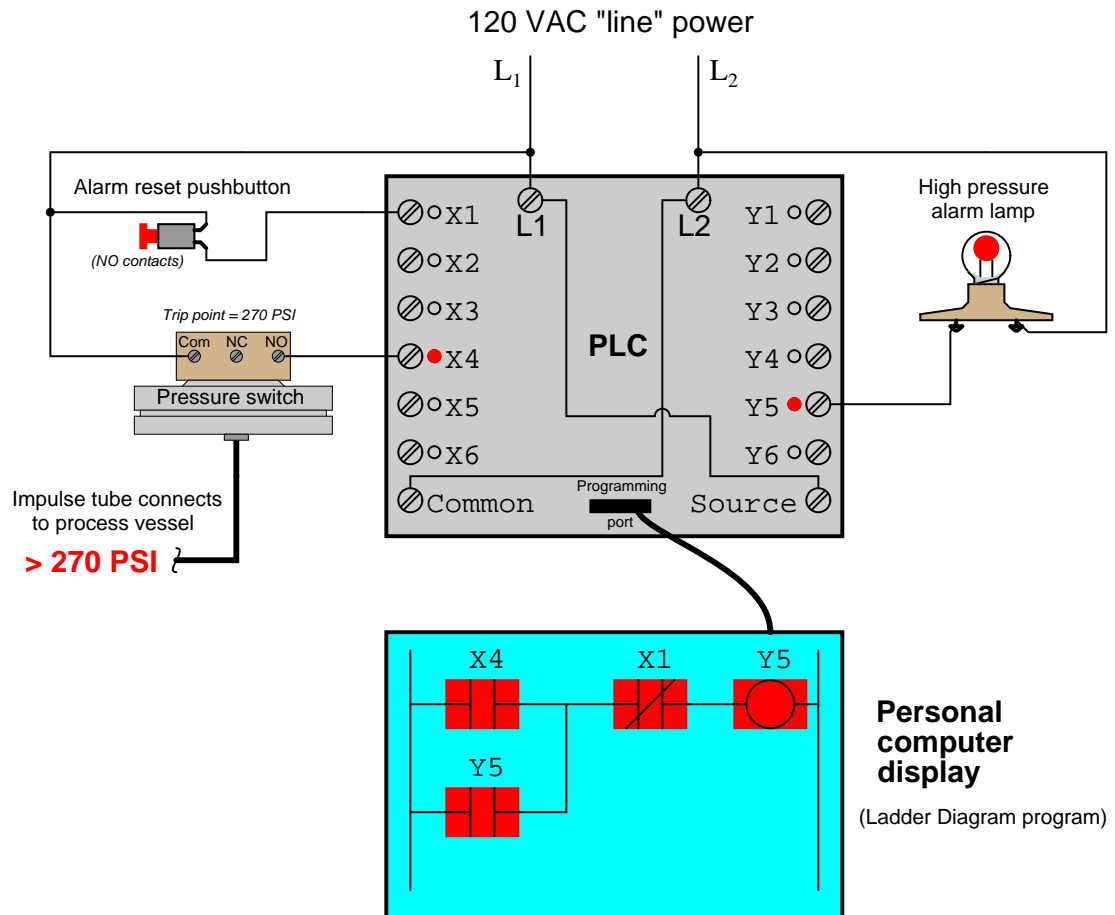 120 VAC "line" power
L1
L2
Alarm reset pushbutton
(NO contacts)
High pressure
alarm lamp
L1
L2
X1
X2
X3
X4
X5
X6
Common
PLC
Y1
Y2
Y3
Y4
Y5
Y6
Source
Programming
port
Trip point = 270 PSI
Com NC NO
Pressure switch
Impulse tube connects
to process vessel
> 270 PSI
X4 X1 Y5
Y5
Personal
computer
display
(Ladder Diagram program)